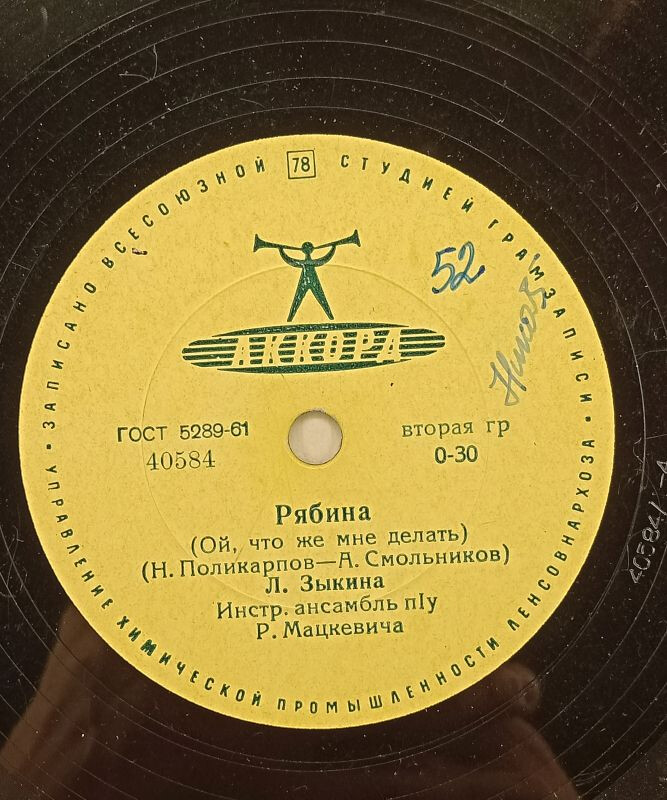 ЗАПИСАНО ВСЕСОЮЗНОЙ 78 СТУДИЕЙ ГРАМЗАПИСИ •
УПРАВЛЕНИЕ ХИМИЧЕСКОЙ ПРОМЫШЛЕННОСТИ ЛЕНСОВНАРХОЗА •
52
АККОРД
ГОСТ 5289-61
40584
вторая гр
0-30
Рябина
(Ой, что же мне делать)
(Н. Поликарпов—А. Смольников)
Л. Зыкина
Инстр. ансамбль пIу
Р. Мацкевича